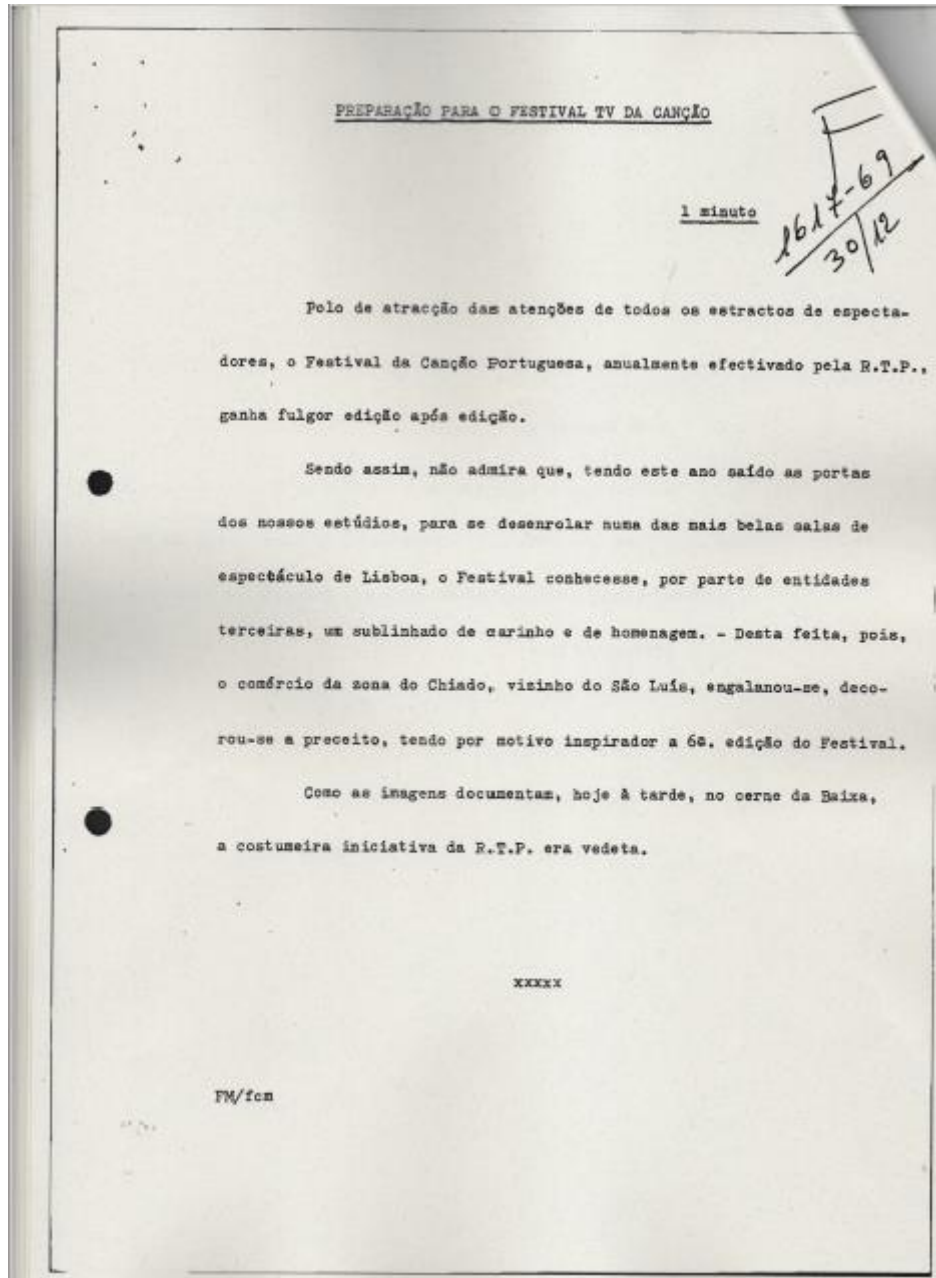 PREPARAÇÃO PARA O FESTIVAL TV DA CANÇÃO
1617-69
30/12
1 minuto
Polo de atracção das atenções de todos os estractos de especta-
dores, o Festival da Canção Portuguesa, anualmente efectivado pela R.T.P.,
ganha fulgor edição após edição.
Sendo assim, não admira que, tendo este ano saído as portas
dos nossos estúdios, para se desenrolar numa das mais belas salas de
espectáculo de Lisboa, o Festival conhecesse, por parte de entidades
terceiras, um sublinhado de carinho e de homenagem. - Desta feita, pois,
o comércio da zona do Chiado, vizinho do São Luís, engalanou-se, deco-
rou-se a preceito, tendo por motivo inspirador a 6ª. edição do Festival.
Como as imagens documentam, hoje à tarde, no cerne da Baixa,
a costumeira iniciativa da R.T.P. era vedeta.
xxxxx
FM/fcm